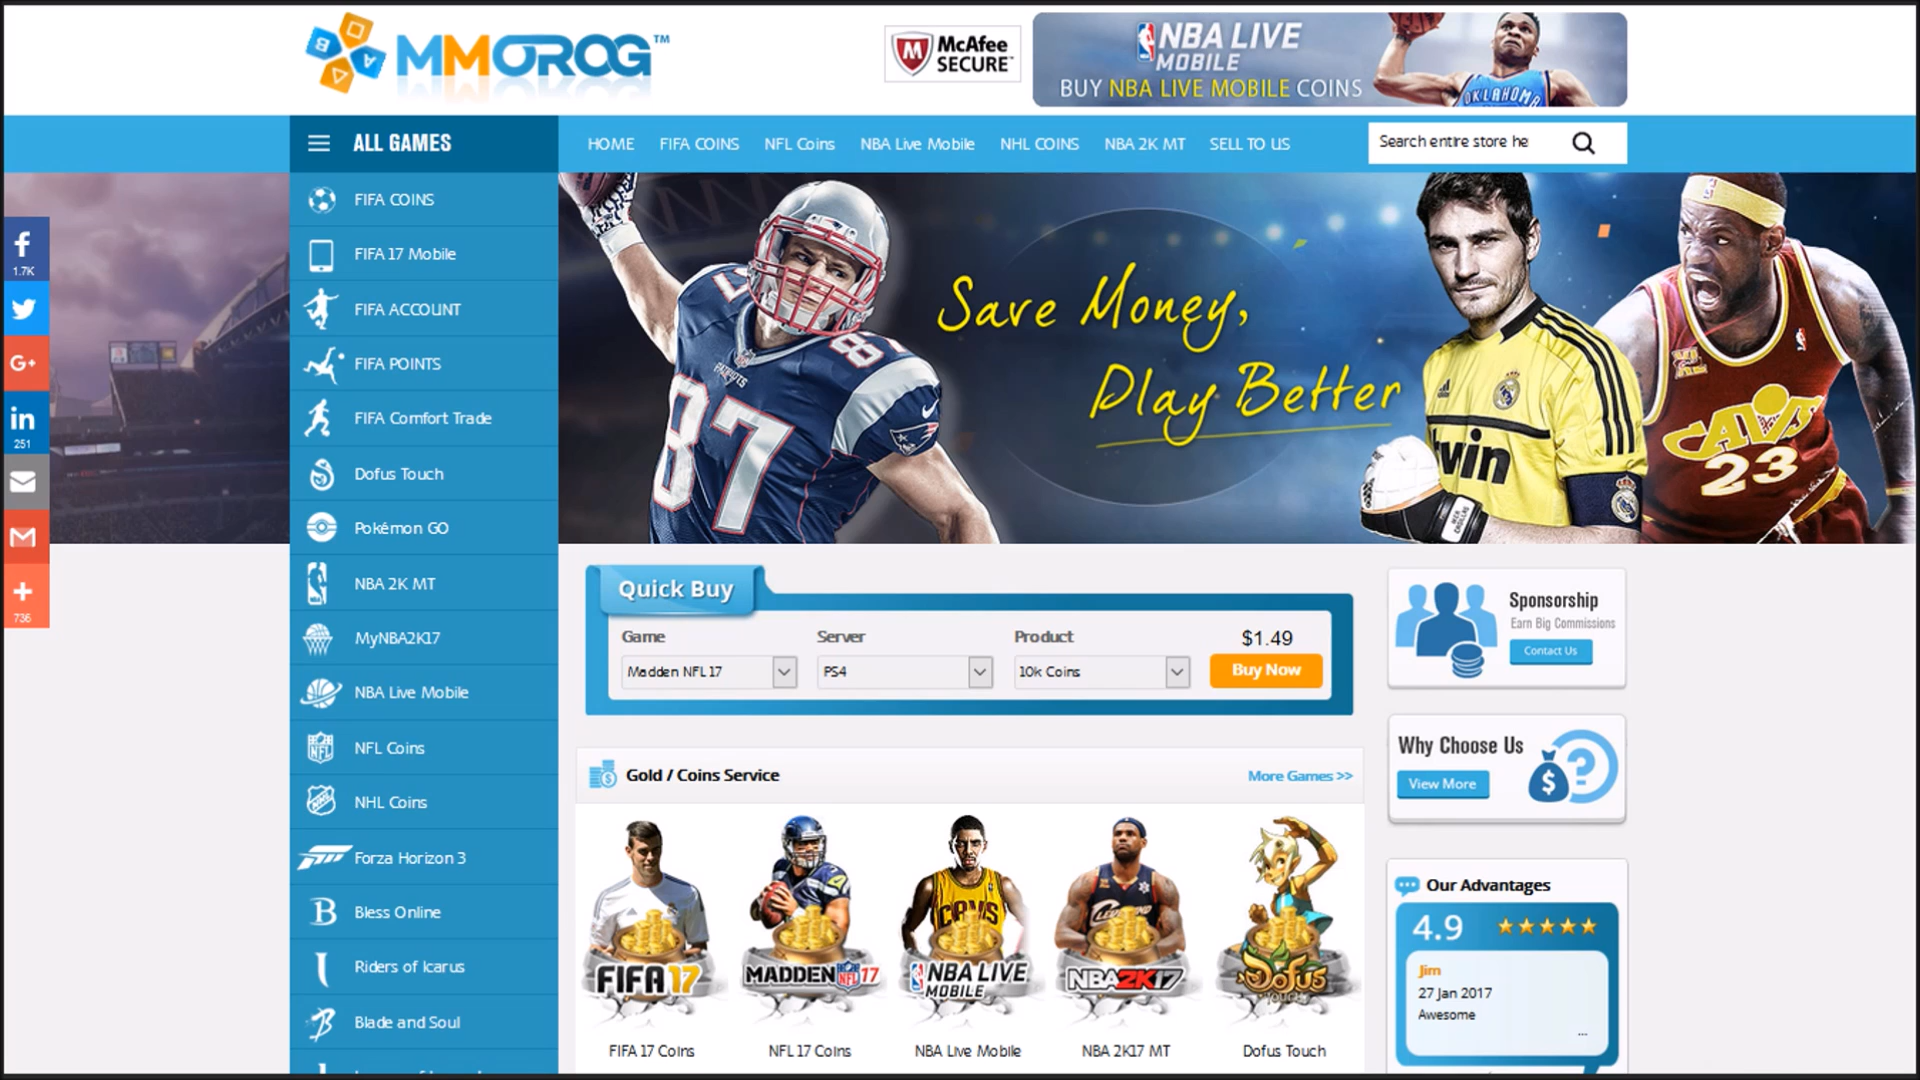 MMOROG™
McAfee
SECURE™
NBA LIVE
MOBILE
BUY NBA LIVE MOBILE COINS
OKLAHOMA
ALL GAMES
HOME
FIFA COINS
NFL Coins
NBA Live Mobile
NHL COINS
NBA 2K MT
SELL TO US
Search entire store he
FIFA COINS
FIFA 17 Mobile
FIFA ACCOUNT
FIFA POINTS
FIFA Comfort Trade
Dofus Touch
Pokémon GO
NBA 2K MT
MyNBA2K17
NBA Live Mobile
NFL Coins
NHL Coins
Forza Horizon 3
Bless Online
Riders of Icarus
Blade and Soul
1.7K
G+
in
251
736
Save Money,
Play Better
PATRIOTS
87
87
bwin
CAVS
23
Quick Buy
Game
Server
Product
$1.49
Madden NFL 17
PS4
10k Coins
Buy Now
Sponsorship
Earn Big Commissions
Contact Us
Why Choose Us
View More
Gold / Coins Service
More Games >>
FIFA 17
MADDEN NFL 17
NBA LIVE
MOBILE
NBA2K17
DOFUS
TOUCH
FIFA 17 Coins
NFL 17 Coins
NBA Live Mobile
NBA 2K17 MT
Dofus Touch
Our Advantages
4.9
Jim
27 Jan 2017
Awesome
...